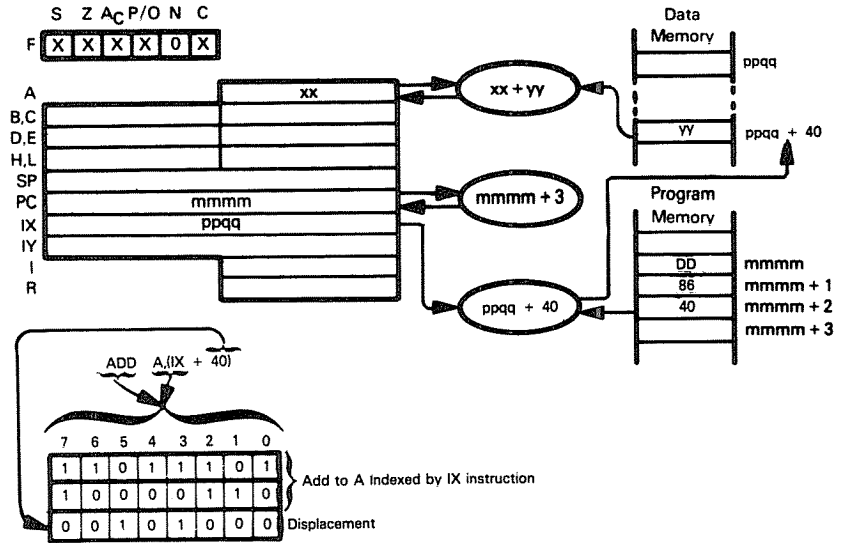 S Z AC P/O N C
F X X X X 0 X
Data Memory
ppqq
A xx
xx + yy
B,C
D,E
yy ppqq + 40
H,L
SP
PC mmmm
mmmm + 3
Program Memory
IX ppqq
IY
I
R
DD mmmm
86 mmmm + 1
ppqq + 40
40 mmmm + 2
mmmm + 3
ADD A,(IX + 40)
7 6 5 4 3 2 1 0
1 1 0 1 1 1 0 1
Add to A Indexed by IX instruction
1 0 0 0 0 1 1 0
0 0 1 0 1 0 0 0 Displacement